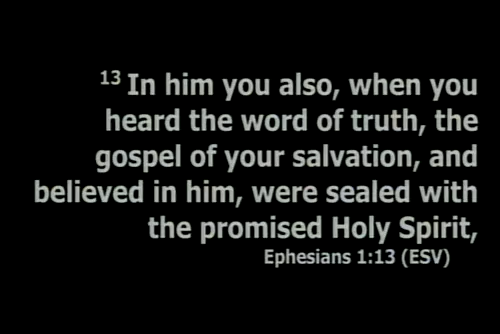 13 In him you also, when you
heard the word of truth, the
gospel of your salvation, and
believed in him, were sealed with
the promised Holy Spirit,
Ephesians 1:13 (ESV)